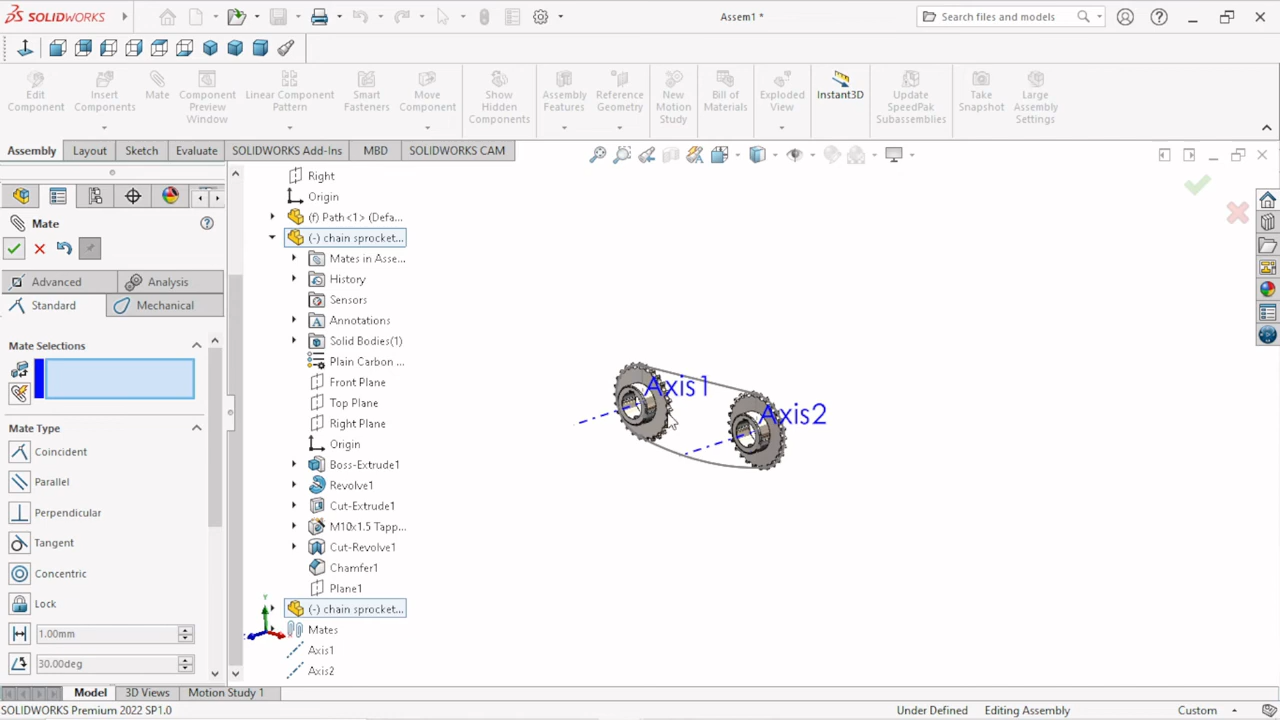 SOLIDWORKS
Assem1 *
Search files and models
Edit Component
Insert Components
Mate
Component Preview Window
Linear Component Pattern
Smart Fasteners
Move Component
Show Hidden Components
Assembly Features
Reference Geometry
New Motion Study
Bill of Materials
Exploded View
Instant3D
Update SpeedPak Subassemblies
Take Snapshot
Large Assembly Settings
Assembly
Layout
Sketch
Evaluate
SOLIDWORKS Add-Ins
MBD
SOLIDWORKS CAM
Mate
Advanced
Analysis
Standard
Mechanical
Mate Selections
Mate Type
Coincident
Parallel
Perpendicular
Tangent
Concentric
Lock
1.00mm
30.00deg
Right
Origin
(f) Path<1> (Defa...
(-) chain sprocket...
Mates in Asse...
History
Sensors
Annotations
Solid Bodies(1)
Plain Carbon ...
Front Plane
Top Plane
Right Plane
Origin
Boss-Extrude1
Revolve1
Cut-Extrude1
M10x1.5 Tapp...
Cut-Revolve1
Chamfer1
Plane1
(-) chain sprocket...
Mates
Axis1
Axis2
Axis1
Axis2
Y
Model
3D Views
Motion Study 1
SOLIDWORKS Premium 2022 SP1.0
Under Defined
Editing Assembly
Custom